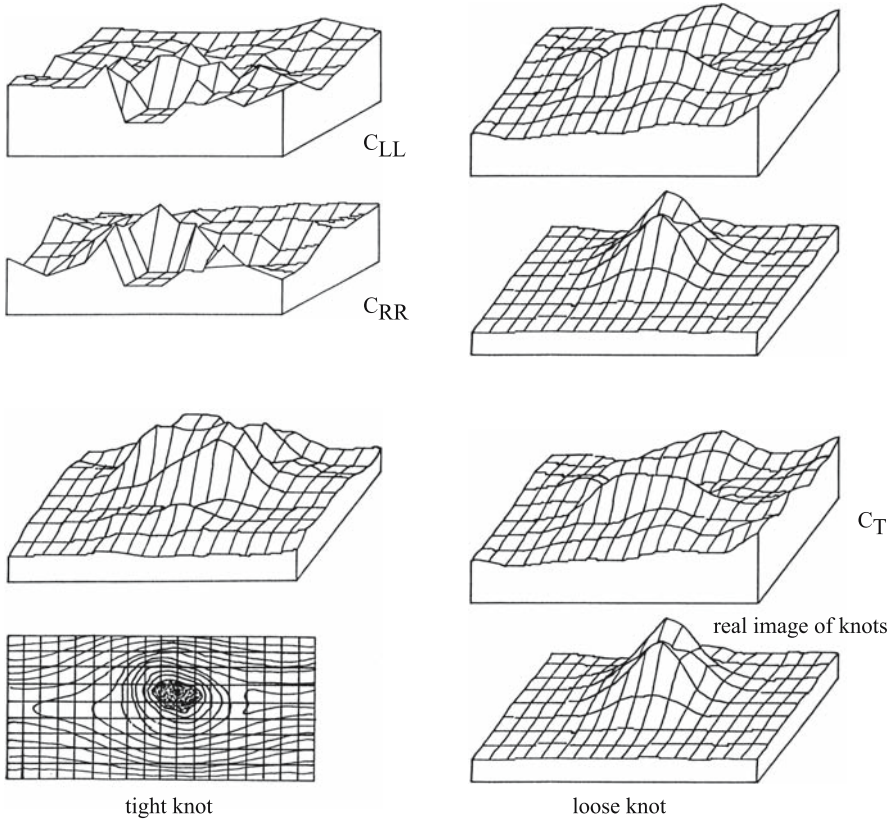 C_LL
C_RR
C_T
real image of knots
tight knot
loose knot